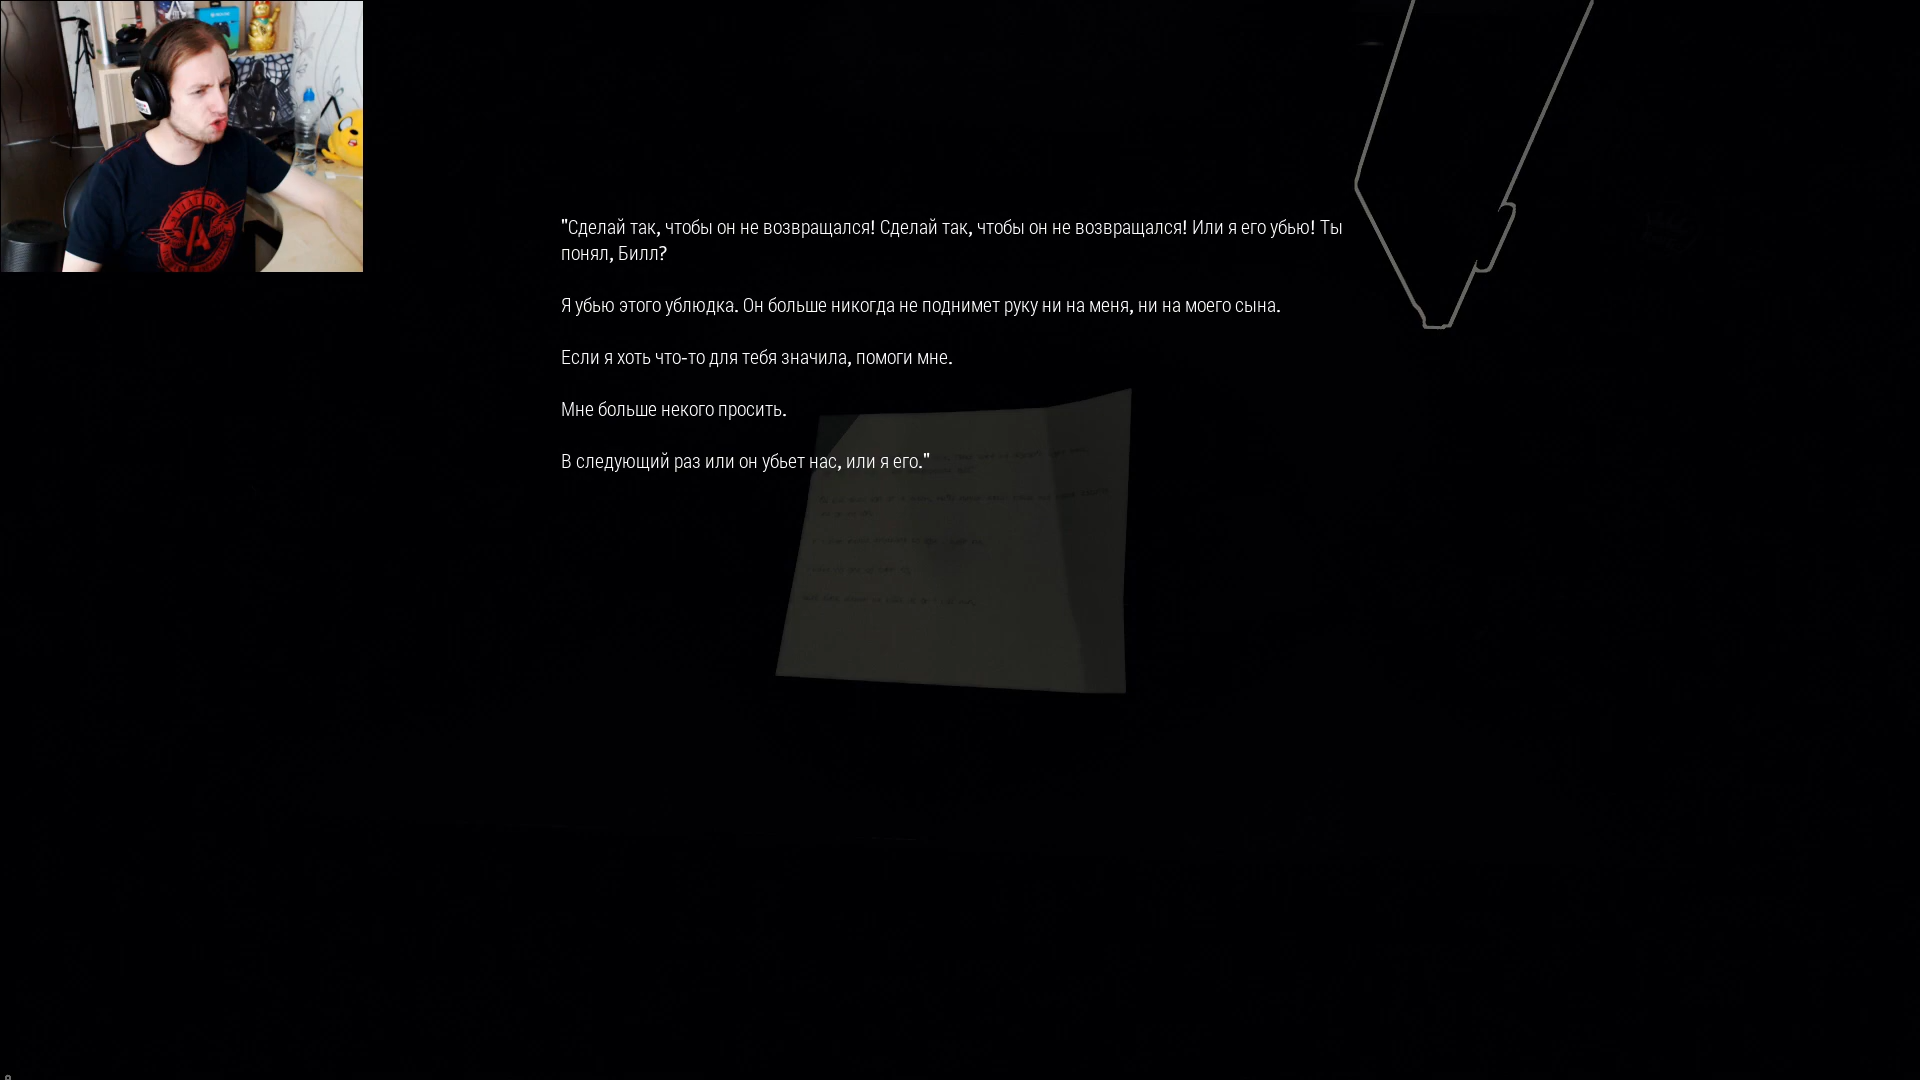 "Сделай так, чтобы он не возвращался! Сделай так, чтобы он не возвращался! Или я его убью! Ты
понял, Билл?
Я убью этого ублюдка. Он больше никогда не поднимет руку ни на меня, ни на моего сына.
Если я хоть что-то для тебя значила, помоги мне.
Мне больше некого просить.
В следующий раз или он убьет нас, или я его."